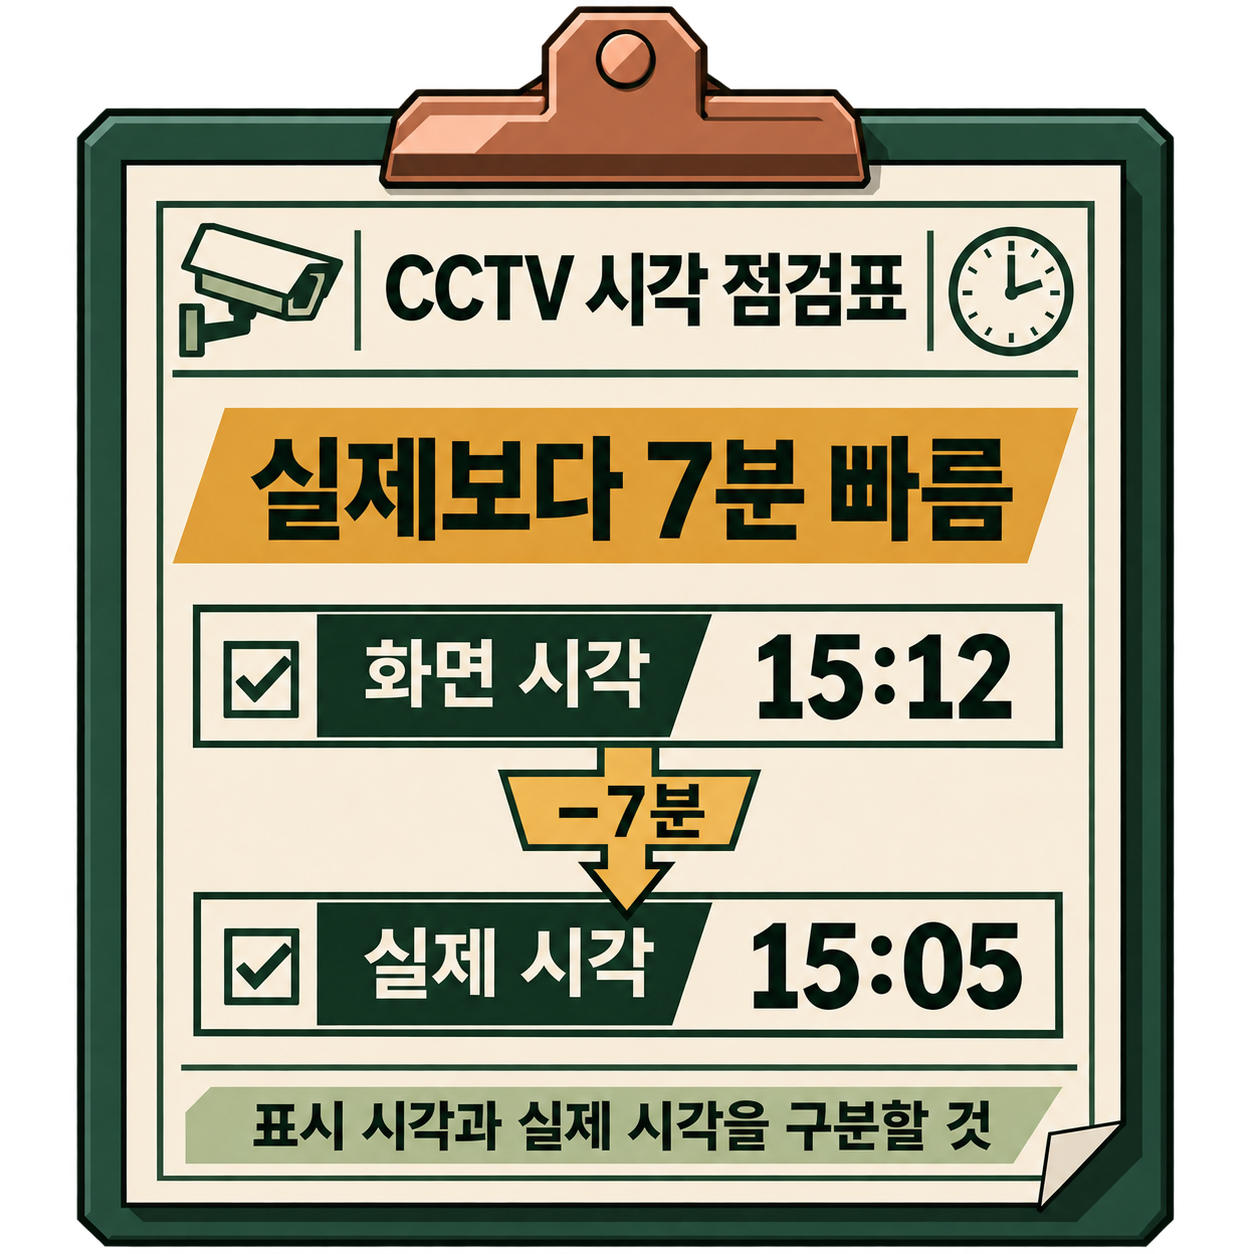 CCTV 시각 점검표
실제보다 7분 빠름
화면 시각 15:12
-7분
실제 시각 15:05
표시 시각과 실제 시각을 구분할 것